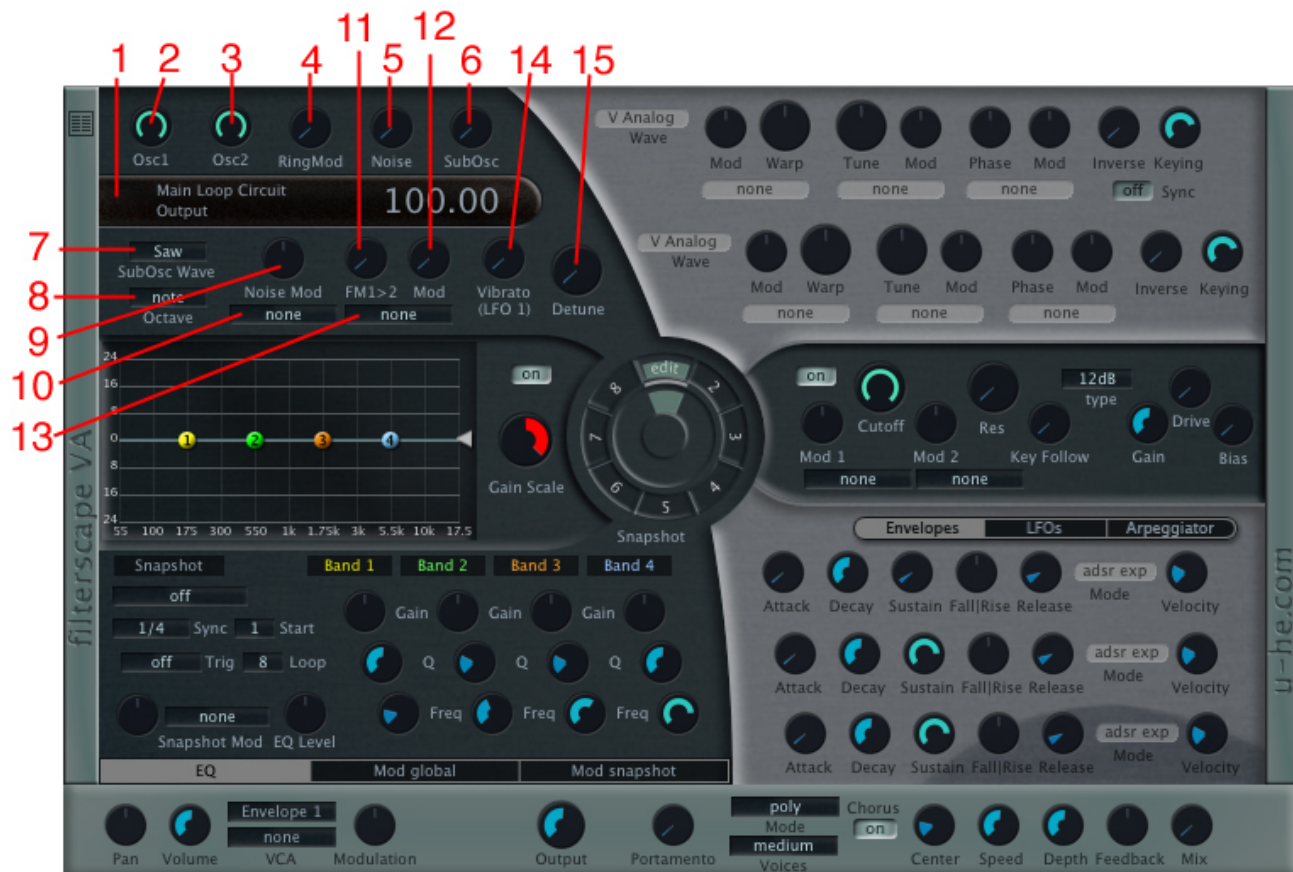 11 12
1 2 3 4 5 6 14 15
Osc1 Osc2 RingMod Noise SubOsc
Main Loop Circuit
Output
100.00
7 Saw
SubOsc Wave
8 note
Octave
9
10
13
Noise Mod FM1>2 Mod Vibrato
(LFO 1)
Detune
none none
V Analog
Wave
Mod Warp Tune Mod Phase Mod Inverse Keying
none none none off Sync
V Analog
Wave
Mod Warp Tune Mod Phase Mod Inverse Keying
none none none
filterscape VA
24
16
8
0
8
16
24
55 100 175 300 550 1k 1.75k 3k 5.5k 10k 17.5
1 2 3 4
on
Gain Scale
edit 2 3 4 5 6 7 8
Snapshot
on
Cutoff Res
12dB
type
Drive
Mod 1 Mod 2 Key Follow Gain Bias
none none
Snapshot Band 1 Band 2 Band 3 Band 4
off
1/4 Sync 1 Start
off Trig 8 Loop
none
Snapshot Mod EQ Level
Gain Gain Gain
Q Q Q
Freq Freq Freq
EQ Mod global Mod snapshot
Envelopes LFOs Arpeggiator
Attack Decay Sustain Fall|Rise Release adsr exp
Mode
Velocity
Attack Decay Sustain Fall|Rise Release adsr exp
Mode
Velocity
Attack Decay Sustain Fall|Rise Release adsr exp
Mode
Velocity
u-he.com
Pan Volume
Envelope 1
none
VCA
Modulation Output Portamento
poly
Mode
medium
Voices
Chorus
on
Center Speed Depth Feedback Mix